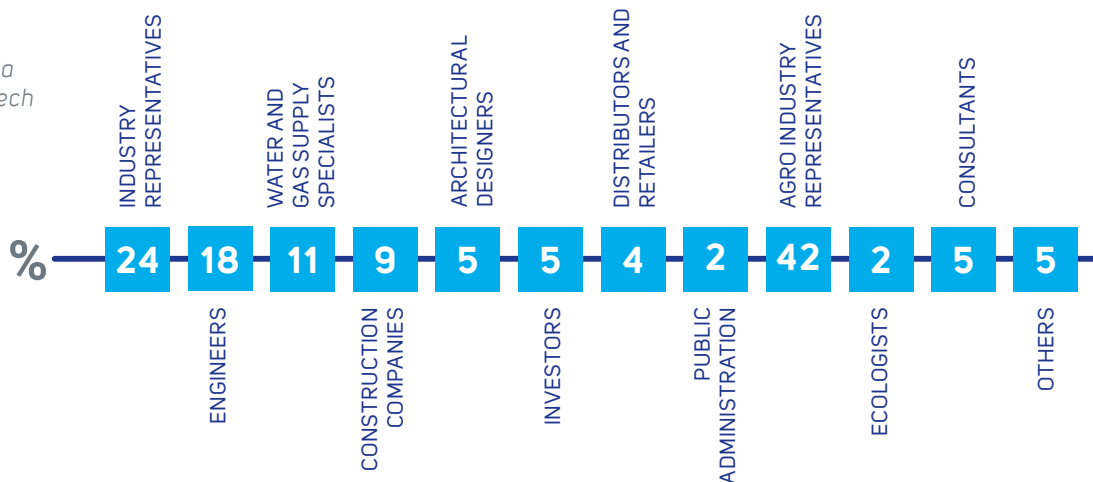 a
ech
INDUSTRY
REPRESENTATIVES
WATER AND
GAS SUPPLY
SPECIALISTS
ARCHITECTURAL
DESIGNERS
DISTRIBUTORS AND
RETAILERS
AGRO INDUSTRY
REPRESENTATIVES
CONSULTANTS
% 24 18 11 9 5 5 4 2 42 2 5 5
ENGINEERS
CONSTRUCTION
COMPANIES
INVESTORS
PUBLIC
ADMINISTRATION
ECOLOGISTS
OTHERS